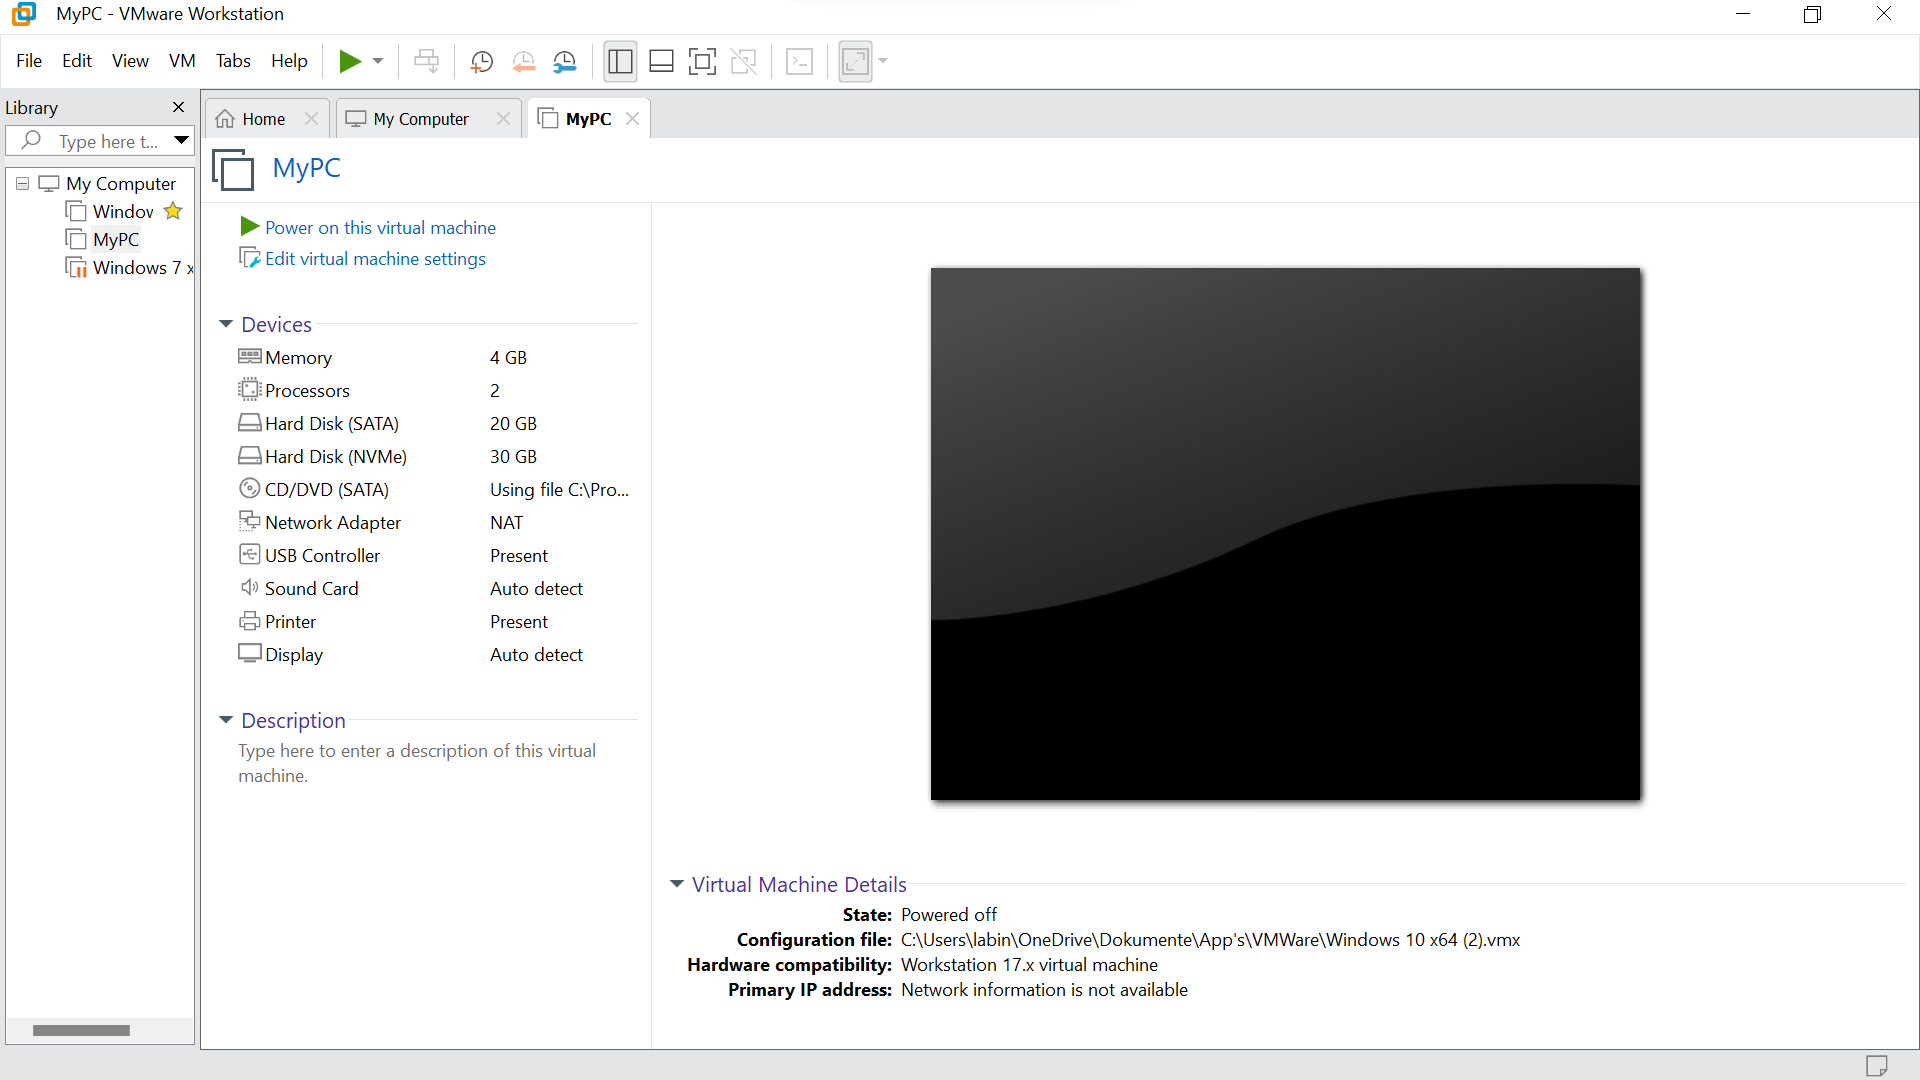 MyPC - VMware Workstation
File Edit View VM Tabs Help
Library
Type here t...
My Computer
Window
MyPC
Windows 7 x
Home
My Computer
MyPC
MyPC
Power on this virtual machine
Edit virtual machine settings
Devices
Memory 4 GB
Processors 2
Hard Disk (SATA) 20 GB
Hard Disk (NVMe) 30 GB
CD/DVD (SATA) Using file C:\Pro...
Network Adapter NAT
USB Controller Present
Sound Card Auto detect
Printer Present
Display Auto detect
Description
Type here to enter a description of this virtual
machine.
Virtual Machine Details
State: Powered off
Configuration file: C:\Users\labin\OneDrive\Dokumente\App's\VMWare\Windows 10 x64 (2).vmx
Hardware compatibility: Workstation 17.x virtual machine
Primary IP address: Network information is not available